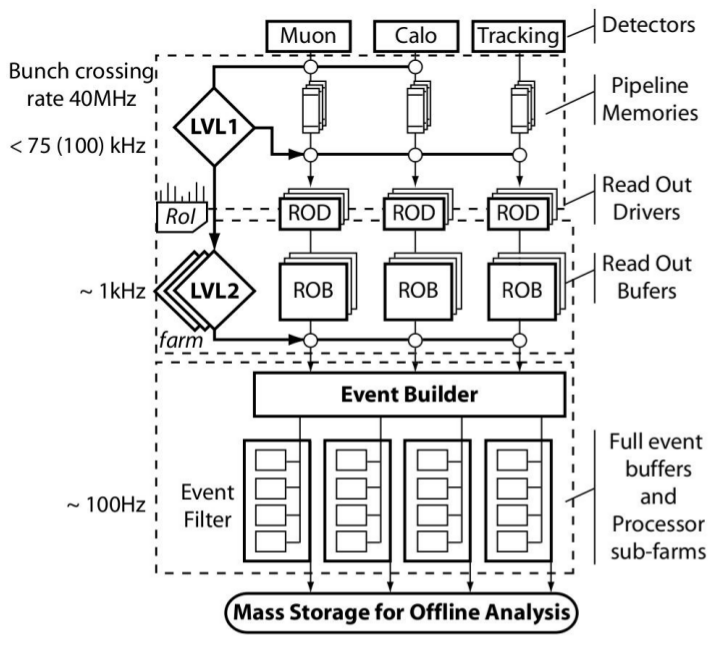 Muon
Calo
Tracking
Detectors
Bunch crossing
rate 40MHz
LVL1
Pipeline
Memories
< 75 (100) kHz
RoI
ROD
ROD
ROD
Read Out
Drivers
~ 1kHz
LVL2
farm
ROB
ROB
ROB
Read Out
Bufers
Event Builder
~ 100Hz
Event
Filter
Full event
buffers
and
Processor
sub-farms
Mass Storage for Offline Analysis